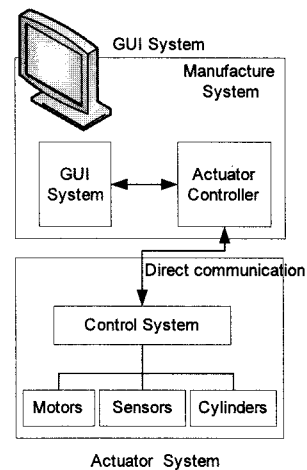 GUI System
Manufacture
System
GUI
System
Actuator
Controller
Direct communication
Control System
Motors
Sensors
Cylinders
Actuator System